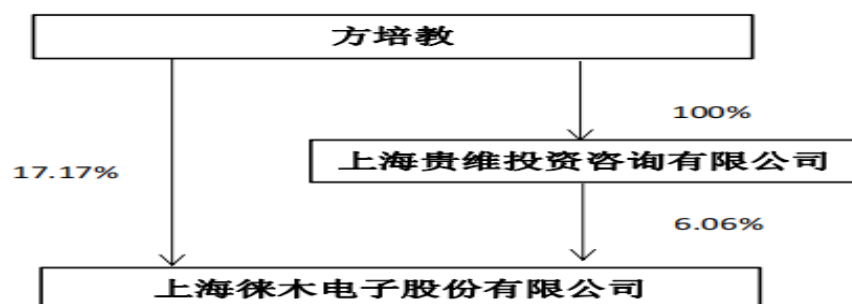 方培教
100%
上海贵维投资咨询有限公司
17.17%
6.06%
上海徕木电子股份有限公司